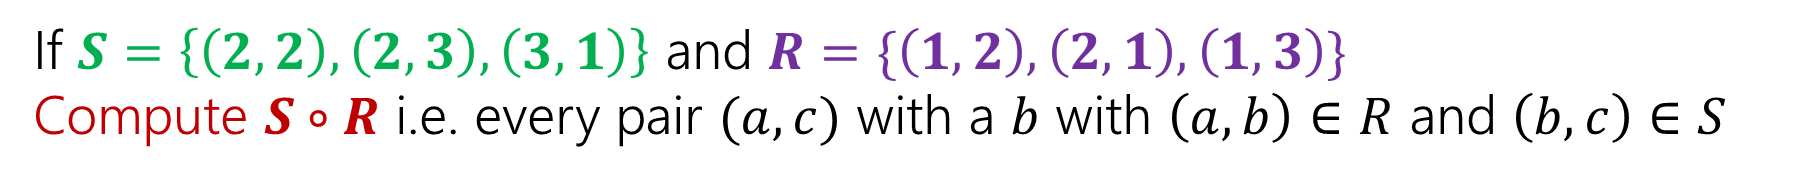 If S = {(2, 2), (2, 3), (3, 1)} and R = {(1, 2), (2, 1), (1, 3)}
Compute S ∘ R i.e. every pair (a, c) with a b with (a, b) ∈ R and (b, c) ∈ S